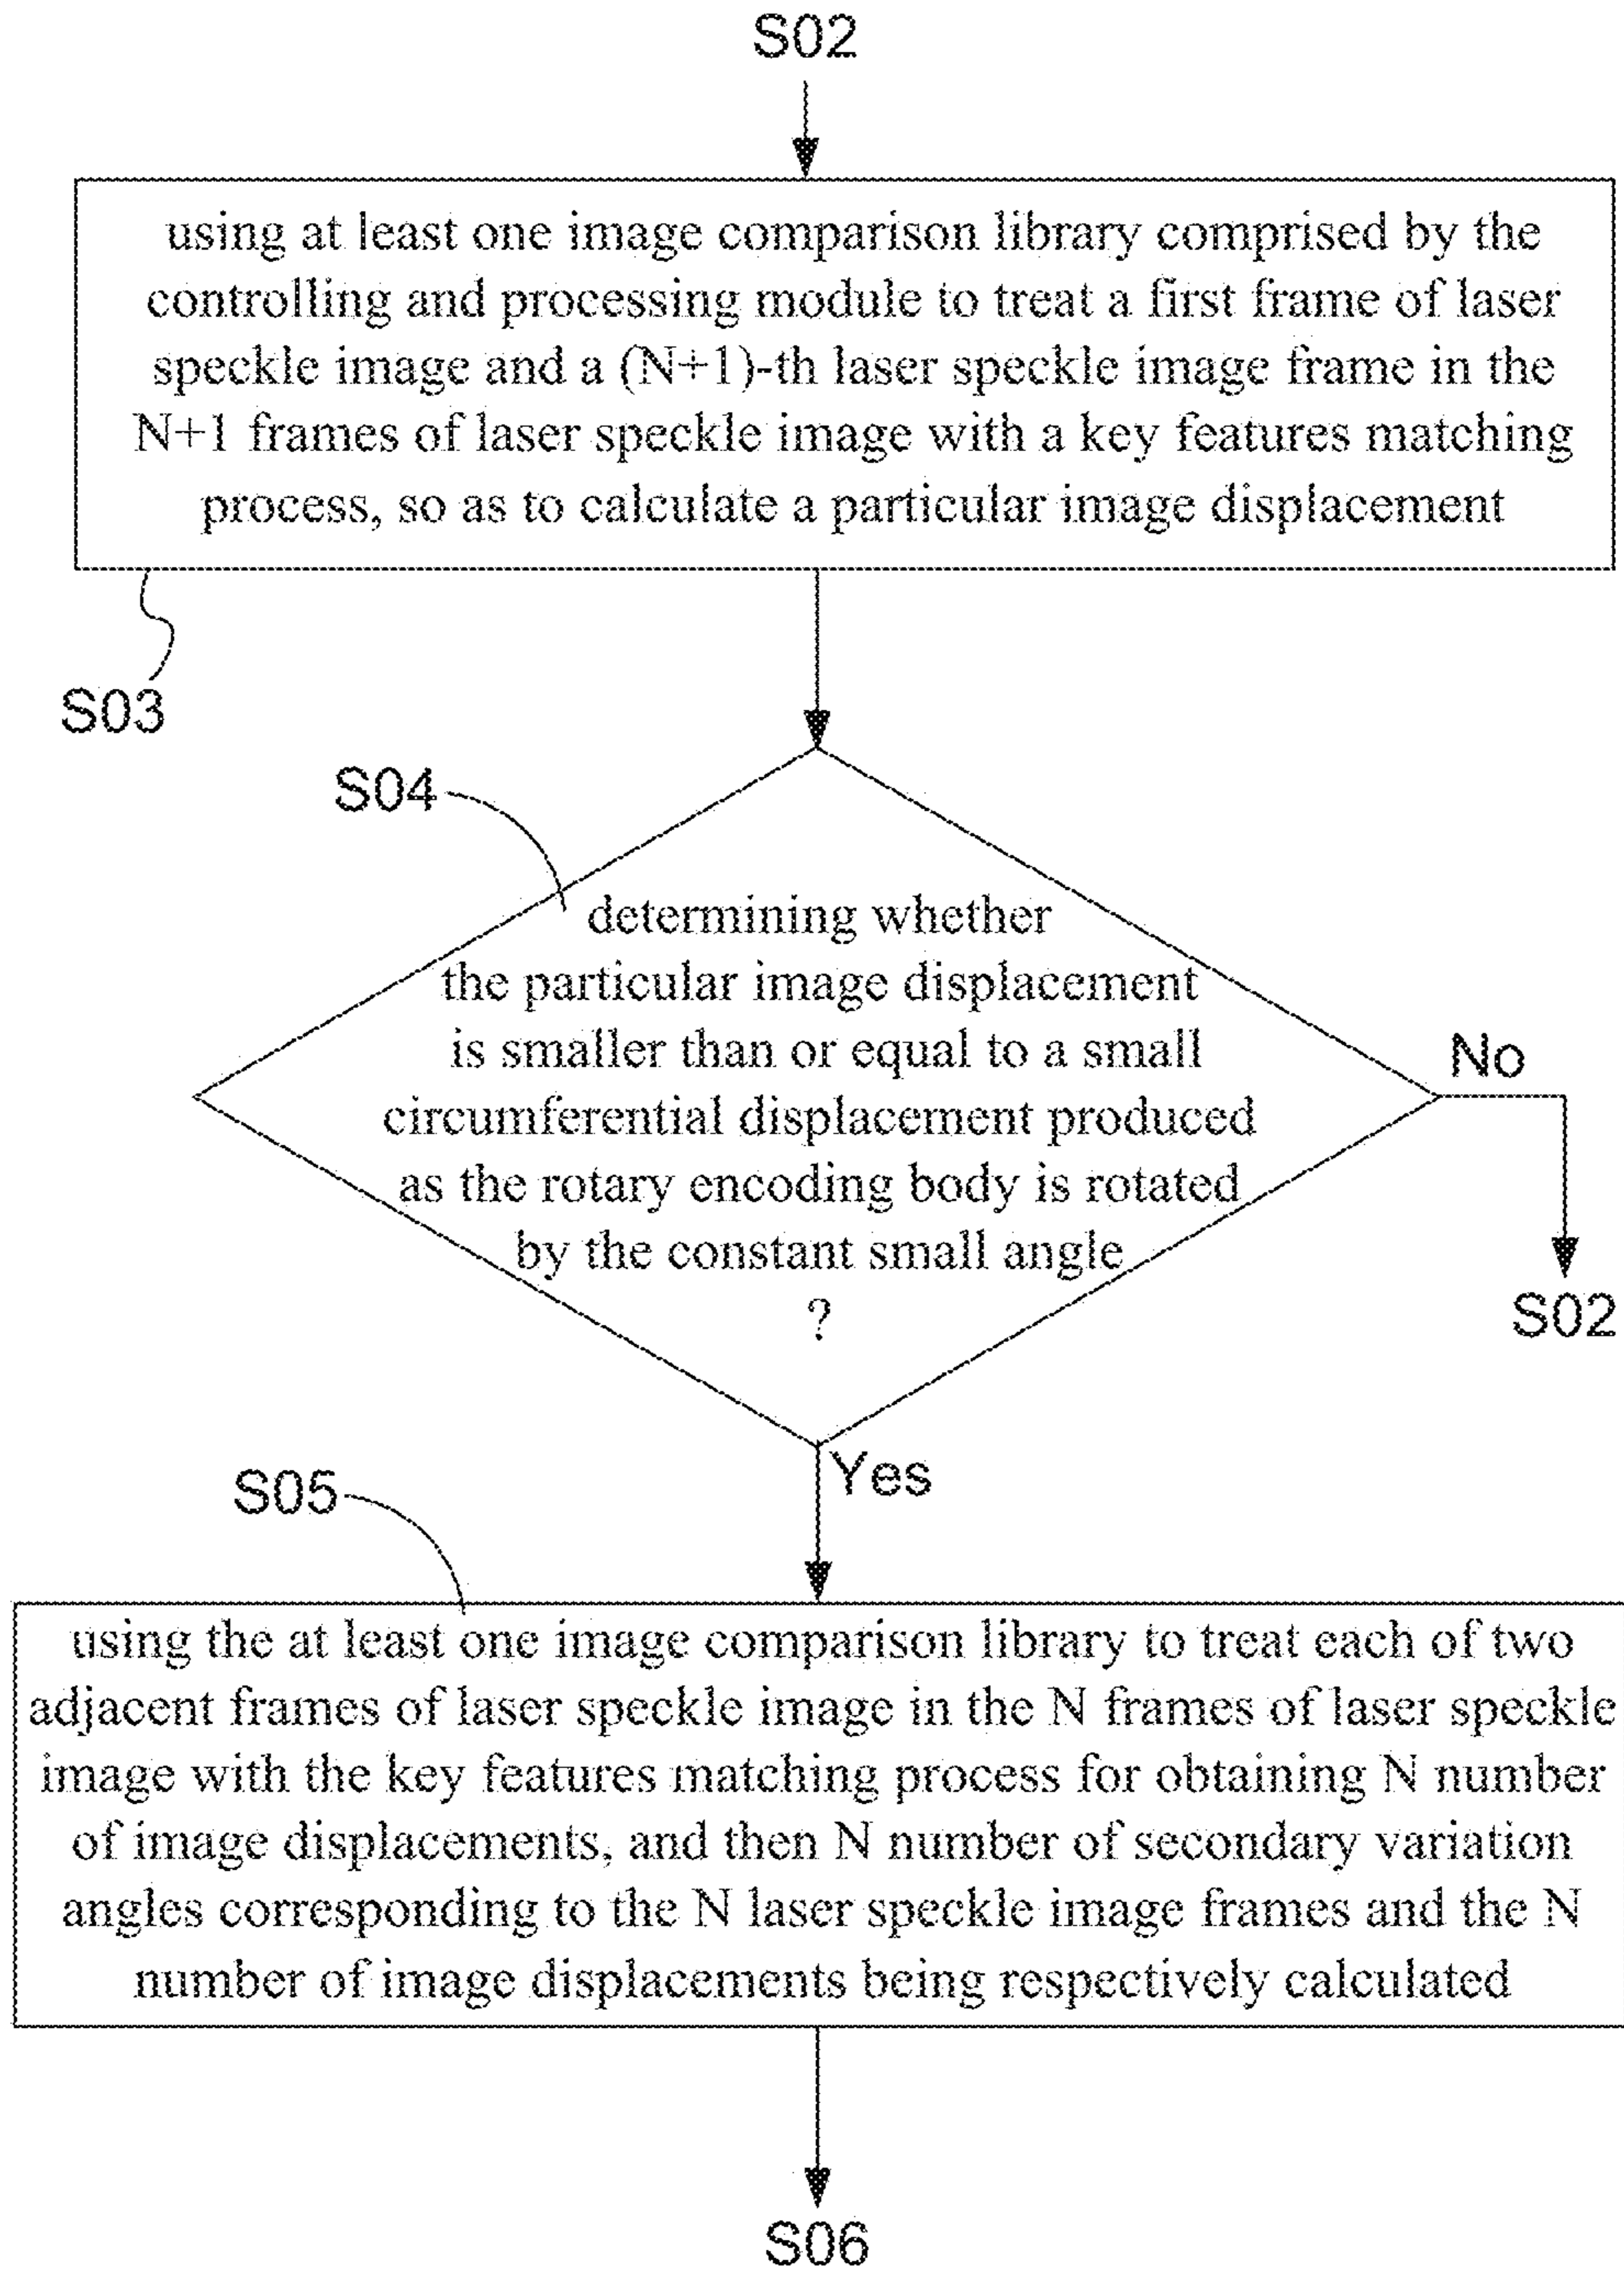 S02
using at least one image comparison library comprised by the
controlling and processing module to treat a first frame of laser
speckle image and a (N+1)-th laser speckle image frame in the
N+1 frames of laser speckle image with a key features matching
process, so as to calculate a particular image displacement
S03
S04
determining whether
the particular image displacement
is smaller than or equal to a small
circumferential displacement produced
as the rotary encoding body is rotated
by the constant small angle
?
No
S02
Yes
S05
using the at least one image comparison library to treat each of two
adjacent frames of laser speckle image in the N frames of laser speckle
image with the key features matching process for obtaining N number
of image displacements, and then N number of secondary variation
angles corresponding to the N laser speckle image frames and the N
number of image displacements being respectively calculated
S06